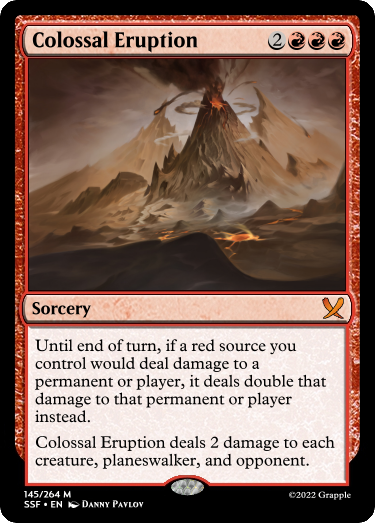 Colossal Eruption 2
Sorcery
Until end of turn, if a red source you
control would deal damage to a
permanent or player, it deals double that
damage to that permanent or player
instead.
Colossal Eruption deals 2 damage to each
creature, planeswalker, and opponent.
145/264 M
SSF • EN Danny Pavlov
©2022 Grapple